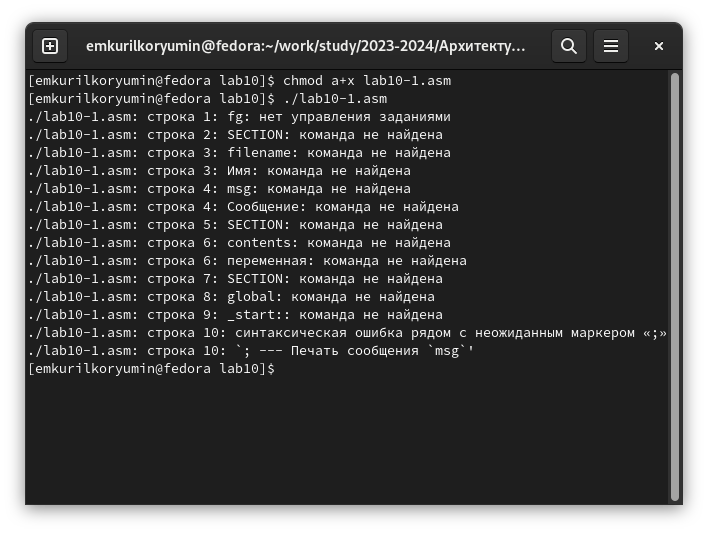 emkurilkoryumin@fedora:~/work/study/2023-2024/Архитекту...
[emkurilkoryumin@fedora lab10]$ chmod a+x lab10-1.asm
[emkurilkoryumin@fedora lab10]$ ./lab10-1.asm
./lab10-1.asm: строка 1: fg: нет управления заданиями
./lab10-1.asm: строка 2: SECTION: команда не найдена
./lab10-1.asm: строка 3: filename: команда не найдена
./lab10-1.asm: строка 3: Имя: команда не найдена
./lab10-1.asm: строка 4: msg: команда не найдена
./lab10-1.asm: строка 4: Сообщение: команда не найдена
./lab10-1.asm: строка 5: SECTION: команда не найдена
./lab10-1.asm: строка 6: contents: команда не найдена
./lab10-1.asm: строка 6: переменная: команда не найдена
./lab10-1.asm: строка 7: SECTION: команда не найдена
./lab10-1.asm: строка 8: global: команда не найдена
./lab10-1.asm: строка 9: _start:: команда не найдена
./lab10-1.asm: строка 10: синтаксическая ошибка рядом с неожиданным маркером «;»
./lab10-1.asm: строка 10: `; --- Печать сообщения `msg`'
[emkurilkoryumin@fedora lab10]$